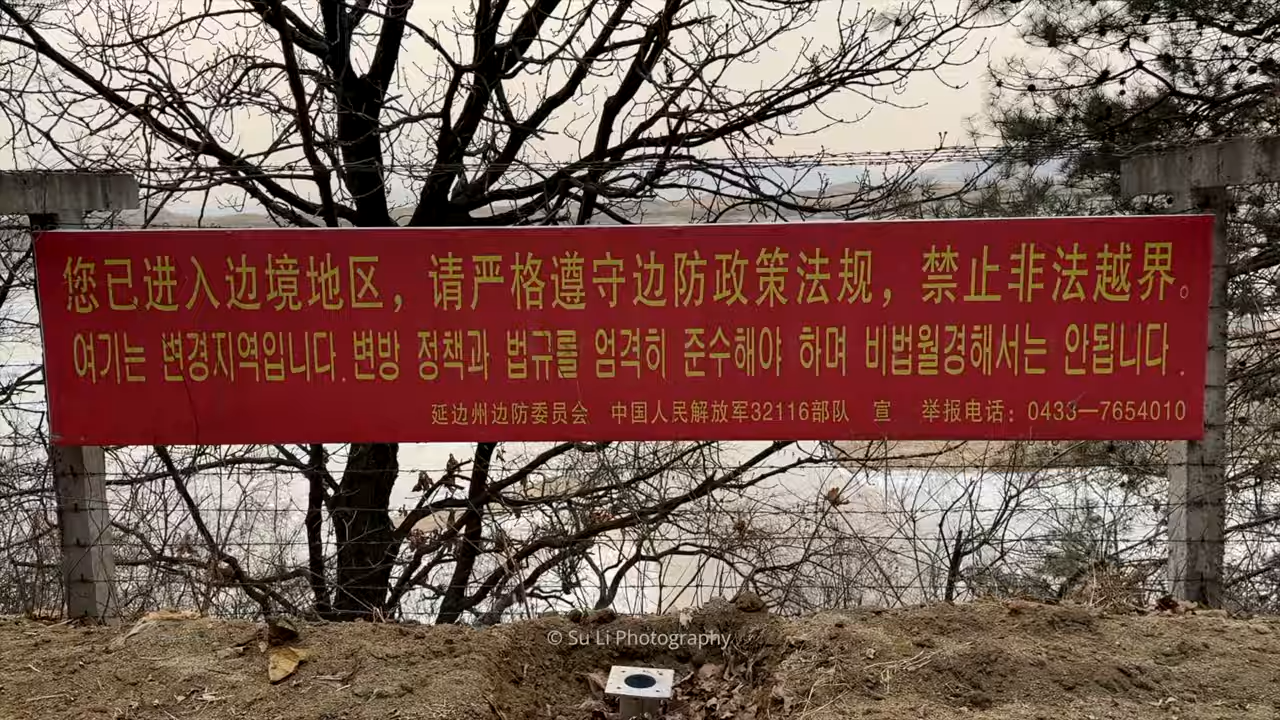 您已进入边境地区，请严格遵守边防政策法规，禁止非法越界。
여기는 변경지역입니다.변방 정책과 법규를 엄격히 준수해야 하며 비법월경해서는 안됩니다.
延边州边防委员会 中国人民解放军32116部队 宣 举报电话：0433—7654010
© Su Li Photography